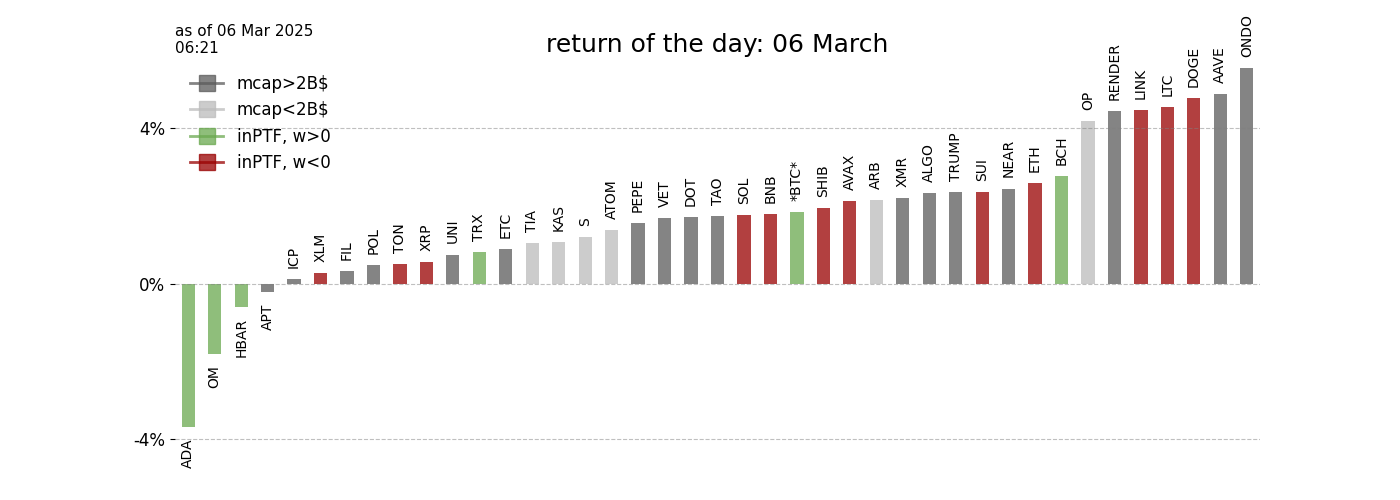 as of 06 Mar 2025
06:21
return of the day: 06 March
mcap>2B$
mcap<2B$
inPTF, w>0
inPTF, w<0
4%
0%
-4%
ADA
OM
HBAR
APT
ICP
XLM
FIL
POL
TON
XRP
UNI
TRX
ETC
TIA
KAS
S
ATOM
PEPE
VET
DOT
TAO
SOL
BNB
*BTC*
SHIB
AVAX
ARB
XMR
ALGO
TRUMP
SUI
NEAR
ETH
BCH
OP
RENDER
LINK
LTC
DOGE
AAVE
ONDO